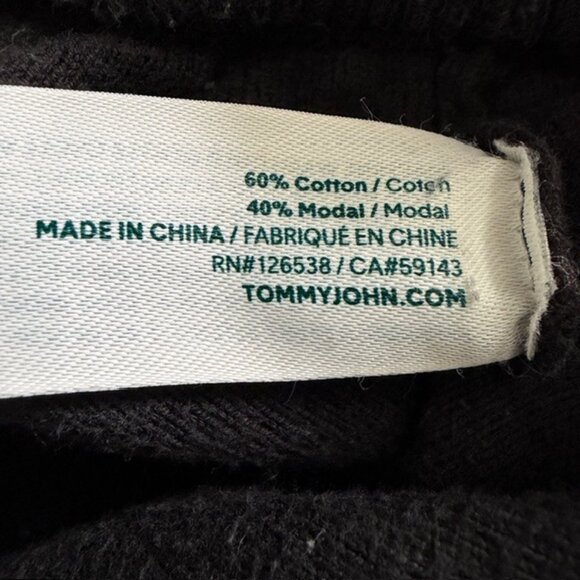 60% Cotton / Coton
40% Modal / Modal
MADE IN CHINA / FABRIQUÉ EN CHINE
RN#126538 / CA#59143
TOMMYJOHN.COM